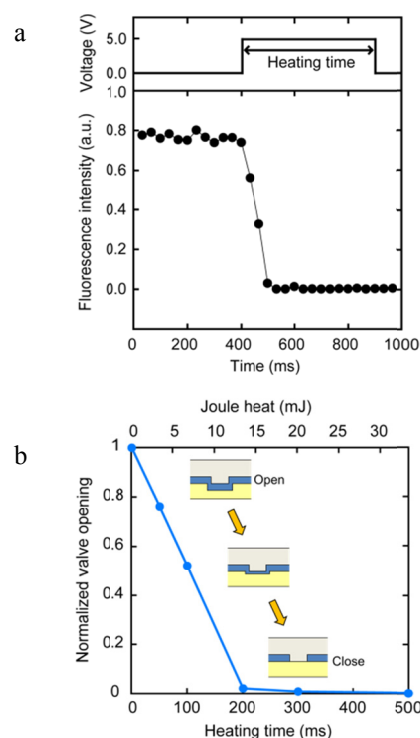 a
Voltage (V)
5.0
0.0
Heating time
Fluorescence intensity (a.u.)
1.0
0.8
0.6
0.4
0.2
0.0
0 200 400 600 800 1000
Time (ms)
b
Joule heat (mJ)
0 5 10 15 20 25 30
Normalized valve opening
1
0.8
0.6
0.4
0.2
0
Open
Close
0 100 200 300 400 500
Heating time (ms)